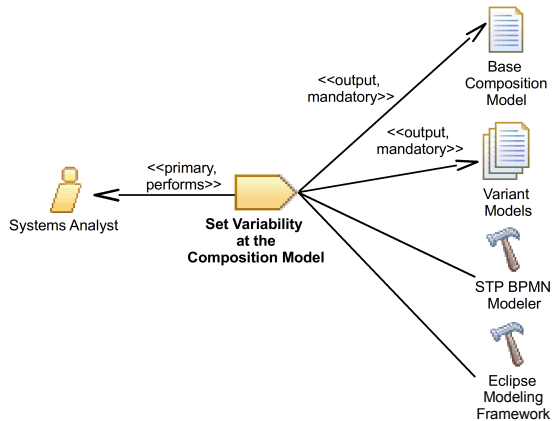 Base
Composition
Model
<<output,
mandatory>>
<<output,
mandatory>>
Variant
Models
<<primary,
performs>>
Systems Analyst
Set Variability
at the
Composition Model
STP BPMN
Modeler
Eclipse
Modeling
Framework